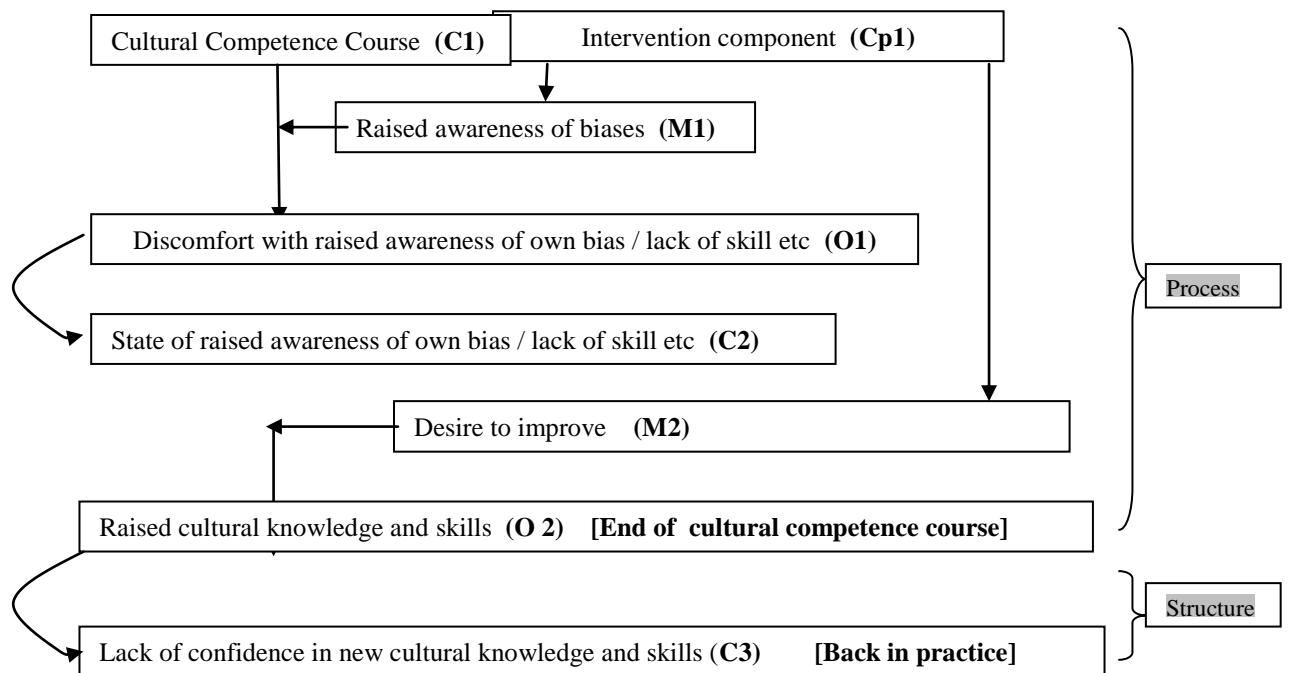 Cultural Competence Course (C1)
Intervention component (Cp1)
Raised awareness of biases (M1)
Discomfort with raised awareness of own bias / lack of skill etc (O1)
Process
State of raised awareness of own bias / lack of skill etc (C2)
Desire to improve (M2)
Raised cultural knowledge and skills (O 2) [End of cultural competence course]
Structure
Lack of confidence in new cultural knowledge and skills (C3) [Back in practice]